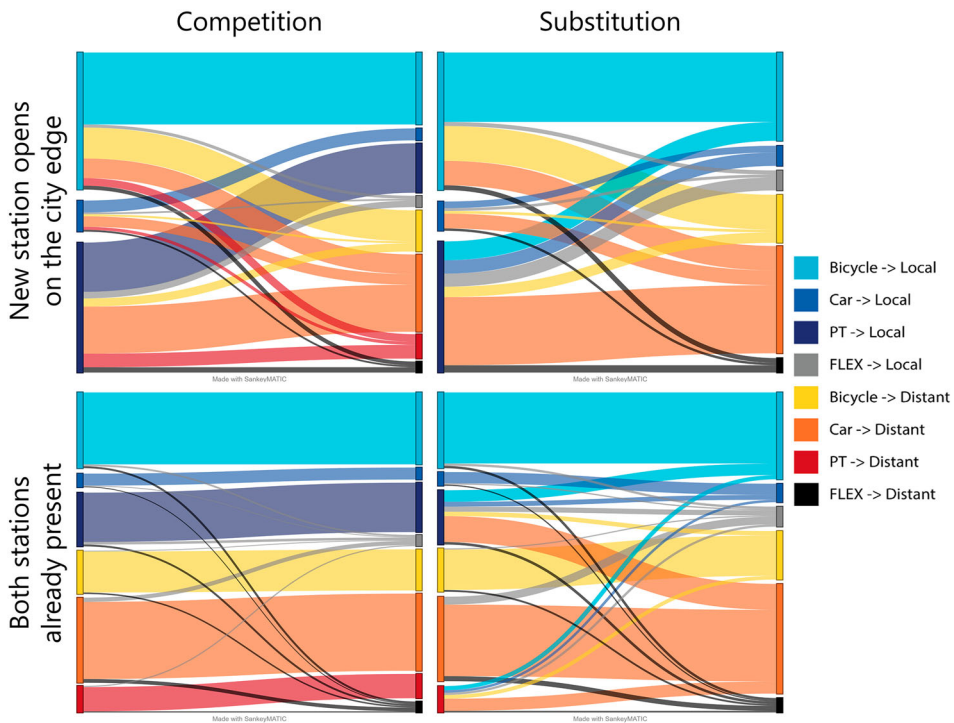 Competition
Substitution
New station opens
on the city edge
Made with SankeyMATIC
Made with SankeyMATIC
Both stations
already present
Made with SankeyMATIC
Made with SankeyMATIC
Bicycle -> Local
Car -> Local
PT -> Local
FLEX -> Local
Bicycle -> Distant
Car -> Distant
PT -> Distant
FLEX -> Distant